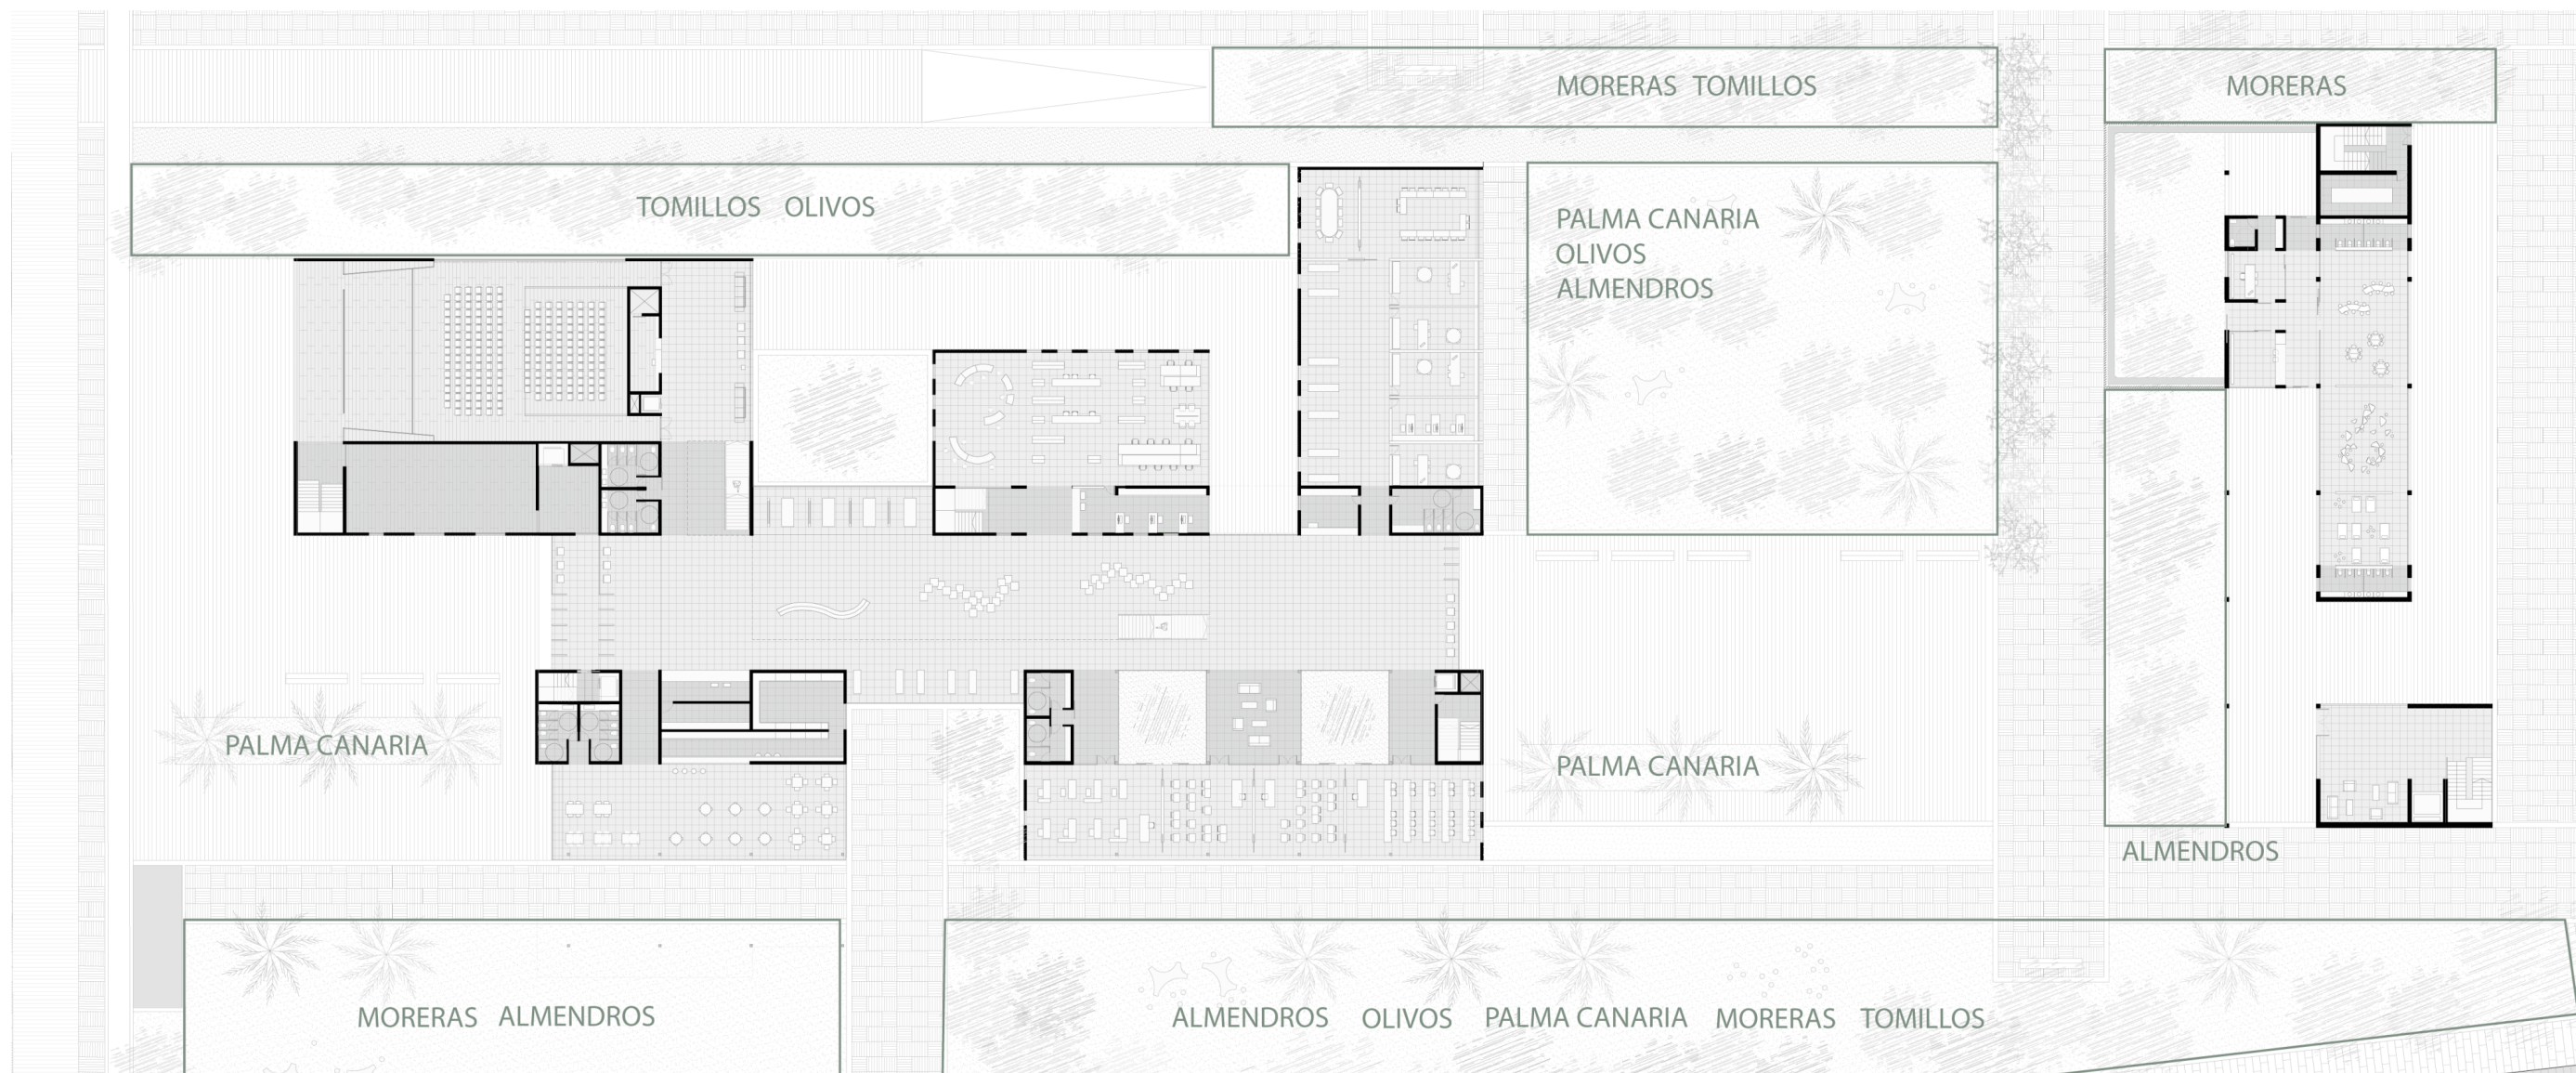 MORERAS TOMILLOS
MORERAS
TOMILLOS OLIVOS
PALMA CANARIA
OLIVOS
ALMENDROS
PALMA CANARIA
PALMA CANARIA
ALMENDROS
MORERAS ALMENDROS
ALMENDROS OLIVOS PALMA CANARIA MORERAS TOMILLOS